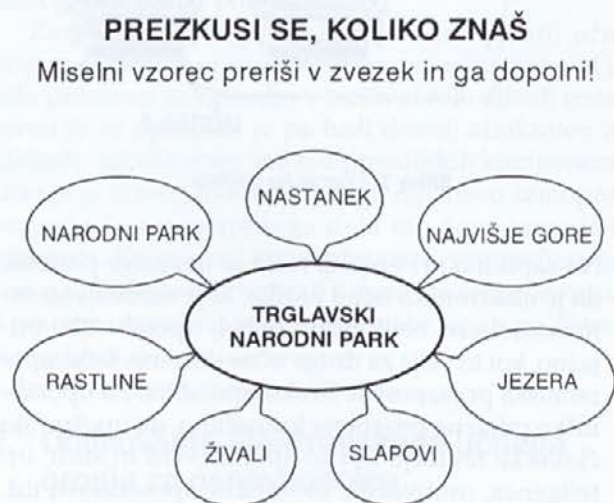 PREIZKUSI SE, KOLIKO ZNAŠ
Miselni vzorec preriši v zvezek in ga dopolni!
NASTANEK
NARODNI PARK
NAJVIŠJE GORE
TRGLAVSKI
NARODNI PARK
RASTLINE
JEZERA
ŽIVALI
SLAPOVI